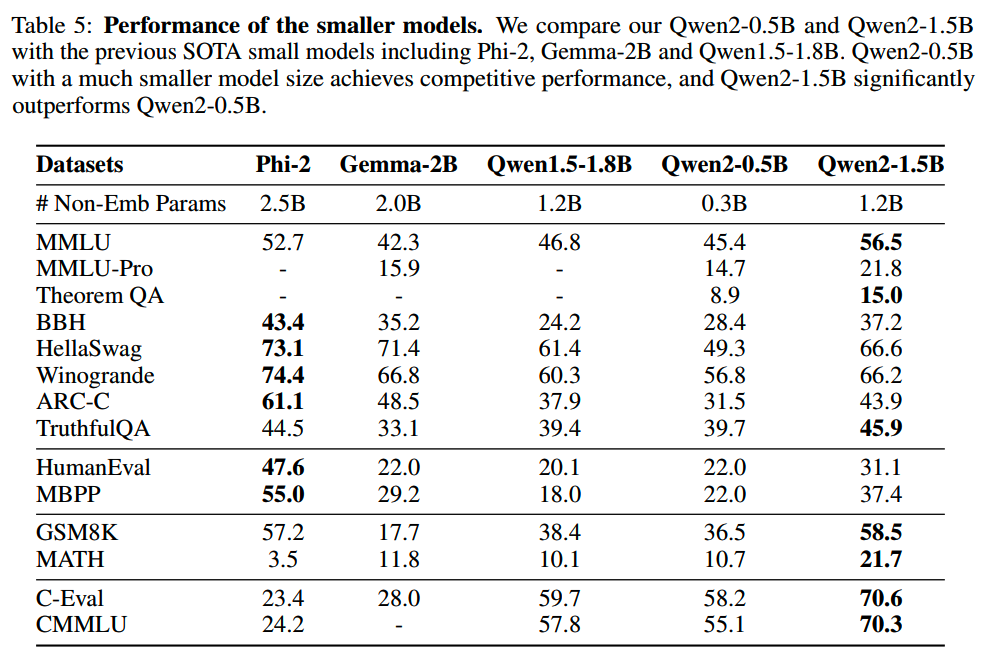 Table 5: Performance of the smaller models. We compare our Qwen2-0.5B and Qwen2-1.5B
with the previous SOTA small models including Phi-2, Gemma-2B and Qwen1.5-1.8B. Qwen2-0.5B
with a much smaller model size achieves competitive performance, and Qwen2-1.5B significantly
outperforms Qwen2-0.5B.
Datasets Phi-2 Gemma-2B Qwen1.5-1.8B Qwen2-0.5B Qwen2-1.5B
# Non-Emb Params 2.5B 2.0B 1.2B 0.3B 1.2B
MMLU 52.7 42.3 46.8 45.4 56.5
MMLU-Pro - 15.9 - 14.7 21.8
Theorem QA - - - 8.9 15.0
BBH 43.4 35.2 24.2 28.4 37.2
HellaSwag 73.1 71.4 61.4 49.3 66.6
Winogrande 74.4 66.8 60.3 56.8 66.2
ARC-C 61.1 48.5 37.9 31.5 43.9
TruthfulQA 44.5 33.1 39.4 39.7 45.9
HumanEval 47.6 22.0 20.1 22.0 31.1
MBPP 55.0 29.2 18.0 22.0 37.4
GSM8K 57.2 17.7 38.4 36.5 58.5
MATH 3.5 11.8 10.1 10.7 21.7
C-Eval 23.4 28.0 59.7 58.2 70.6
CMMLU 24.2 - 57.8 55.1 70.3